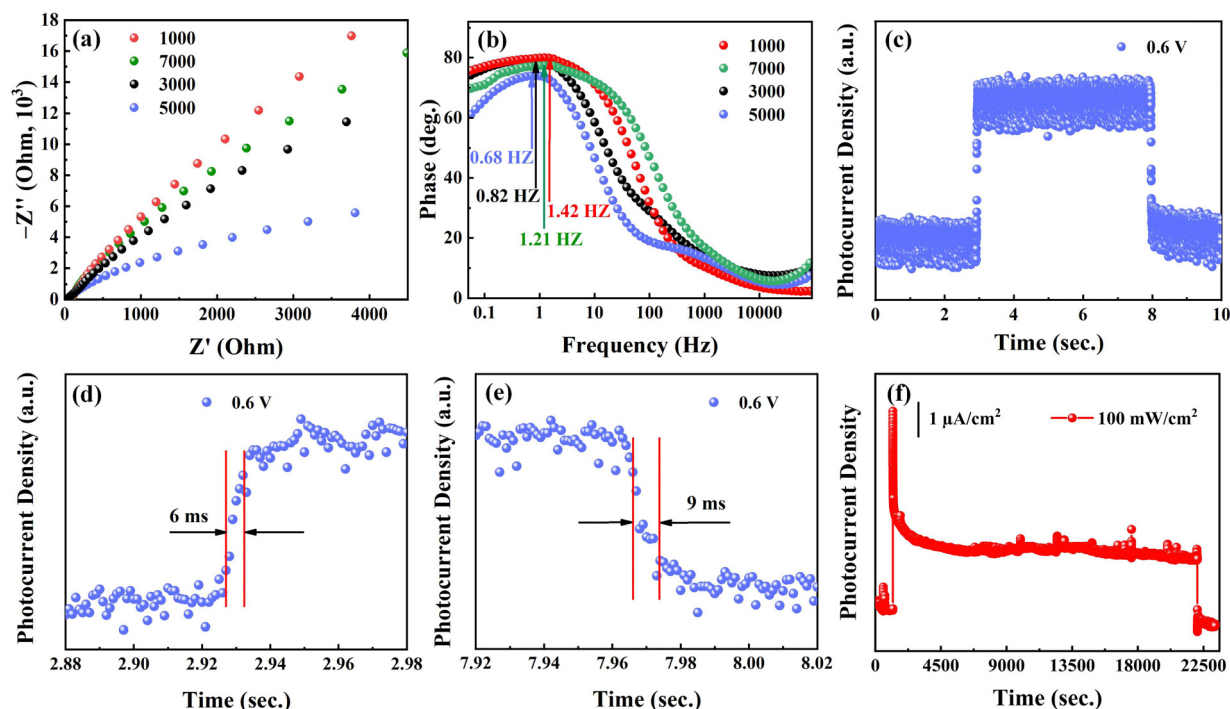 (a)
1000
7000
3000
5000
18
16
14
12
10
8
6
4
2
0
−Z'' (Ohm, 10³)
0
1000
2000
3000
4000
Z' (Ohm)
(b)
1000
7000
3000
5000
80
60
40
20
0
Phase (deg.)
0.68 HZ
0.82 HZ
1.42 HZ
1.21 HZ
0.1
1
10
100
1000
10000
Frequency (Hz)
(c)
0.6 V
Photocurrent Density (a.u.)
0
2
4
6
8
10
Time (sec.)
(d)
0.6 V
Photocurrent Density (a.u.)
6 ms
2.88
2.90
2.92
2.94
2.96
2.98
Time (sec.)
(e)
0.6 V
Photocurrent Density (a.u.)
9 ms
7.92
7.94
7.96
7.98
8.00
8.02
Time (sec.)
(f)
1 μA/cm²
100 mW/cm²
Photocurrent Density
0
4500
9000
13500
18000
22500
Time (sec.)